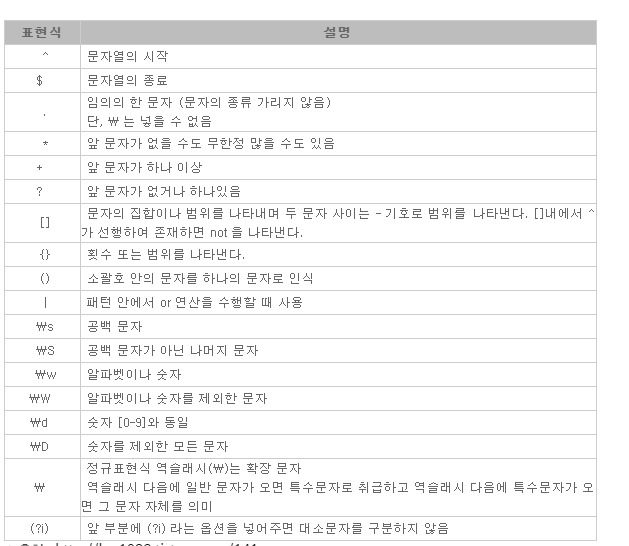 표현식 설명
^ 문자열의 시작
$ 문자열의 종료
. 임의의 한 문자 (문자의 종류 가리지 않음)
단, ₩ 는 넣을 수 없음
* 앞 문자가 없을 수도 무한정 많을 수도 있음
+ 앞 문자가 하나 이상
? 앞 문자가 없거나 하나있음
[] 문자의 집합이나 범위를 나타내며 두 문자 사이는 - 기호로 범위를 나타낸다. []내에서 ^
가 선행하여 존재하면 not 을 나타낸다.
{} 횟수 또는 범위를 나타낸다.
() 소괄호 안의 문자를 하나의 문자로 인식
| 패턴 안에서 or 연산을 수행할 때 사용
₩s 공백 문자
₩S 공백 문자가 아닌 나머지 문자
₩w 알파벳이나 숫자
₩W 알파벳이나 숫자를 제외한 문자
₩d 숫자 [0-9]와 동일
₩D 숫자를 제외한 모든 문자
₩ 정규표현식 역슬래시(₩)는 확장 문자
역슬래시 다음에 일반 문자가 오면 특수문자로 취급하고 역슬래시 다음에 특수문자가 오
면 그 문자 자체를 의미
(?i) 앞 부분에 (?i) 라는 옵션을 넣어주면 대소문자를 구분하지 않음